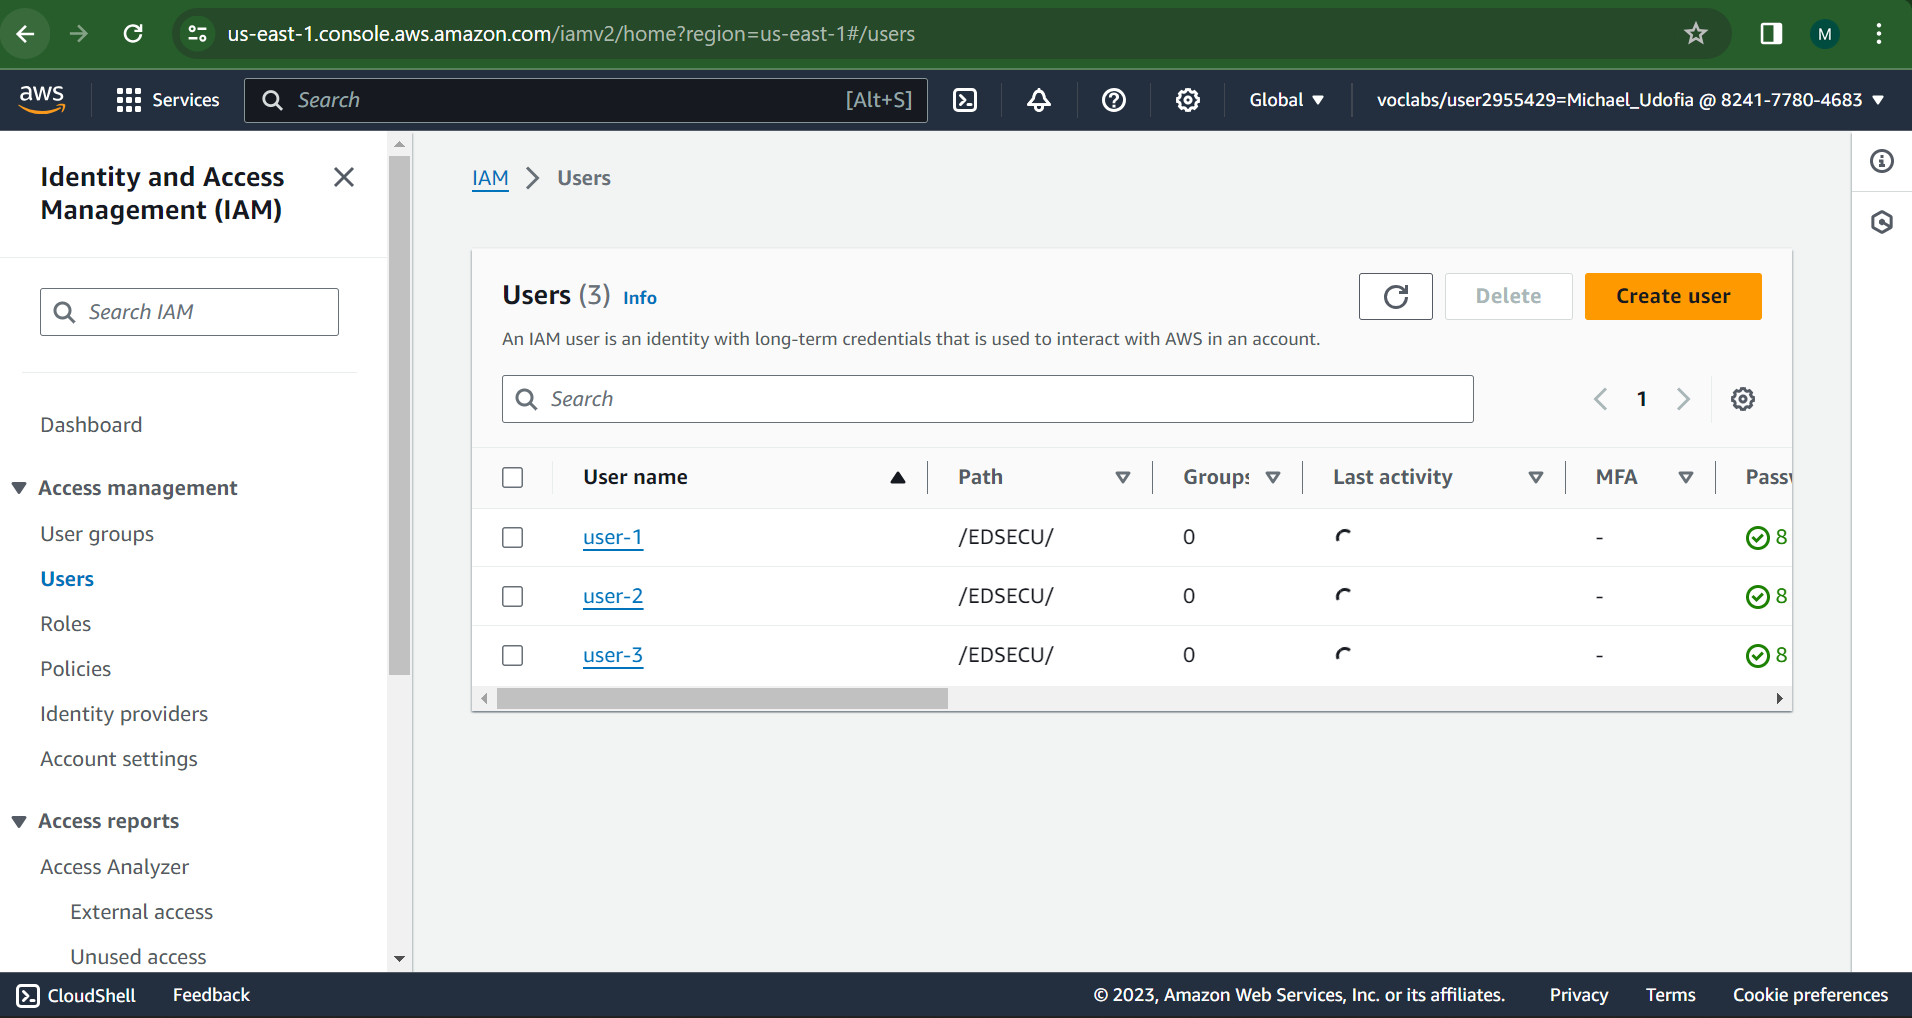 us-east-1.console.aws.amazon.com/iamv2/home?region=us-east-1#/users
M
aws
Services
Search
[Alt+S]
Global
voclabs/user2955429=Michael_Udofia @ 8241-7780-4683
Identity and Access
Management (IAM)
Search IAM
Dashboard
Access management
User groups
Users
Roles
Policies
Identity providers
Account settings
Access reports
Access Analyzer
External access
Unused access
IAM > Users
Users (3) Info
Delete
Create user
An IAM user is an identity with long-term credentials that is used to interact with AWS in an account.
Search
1
User name Path Groups Last activity MFA Passw
user-1 /EDSECU/ 0 - 8
user-2 /EDSECU/ 0 - 8
user-3 /EDSECU/ 0 - 8
CloudShell
Feedback
© 2023, Amazon Web Services, Inc. or its affiliates.
Privacy
Terms
Cookie preferences